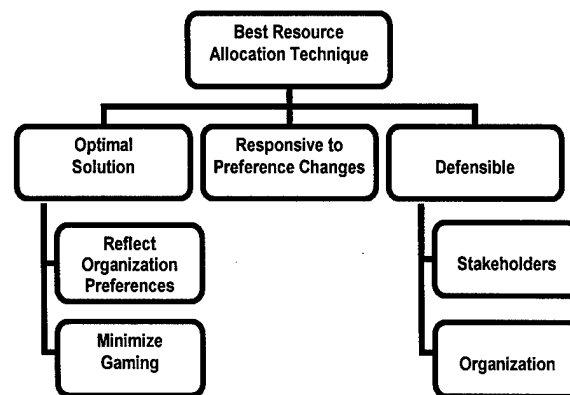 Best Resource
Allocation Technique
Optimal
Solution
Responsive to
Preference Changes
Defensible
Reflect
Organization
Preferences
Stakeholders
Minimize
Gaming
Organization